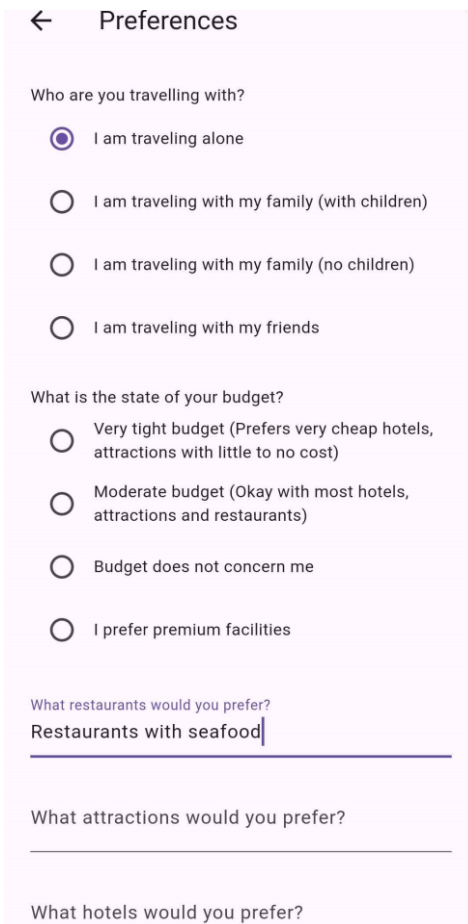 Preferences
Who are you travelling with?
I am traveling alone
I am traveling with my family (with children)
I am traveling with my family (no children)
I am traveling with my friends
What is the state of your budget?
Very tight budget (Prefers very cheap hotels,
attractions with little to no cost)
Moderate budget (Okay with most hotels,
attractions and restaurants)
Budget does not concern me
I prefer premium facilities
What restaurants would you prefer?
Restaurants with seafood
What attractions would you prefer?
What hotels would you prefer?